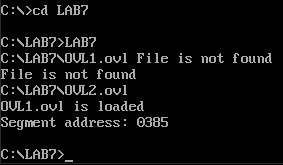 C:\>cd LAB7
C:\LAB7>LAB7
C:\LAB7\OVL1.ovl File is not found
File is not found
C:\LAB7\OVL2.ovl
OVL1.ovl is loaded
Segment address: 0385
C:\LAB7>_